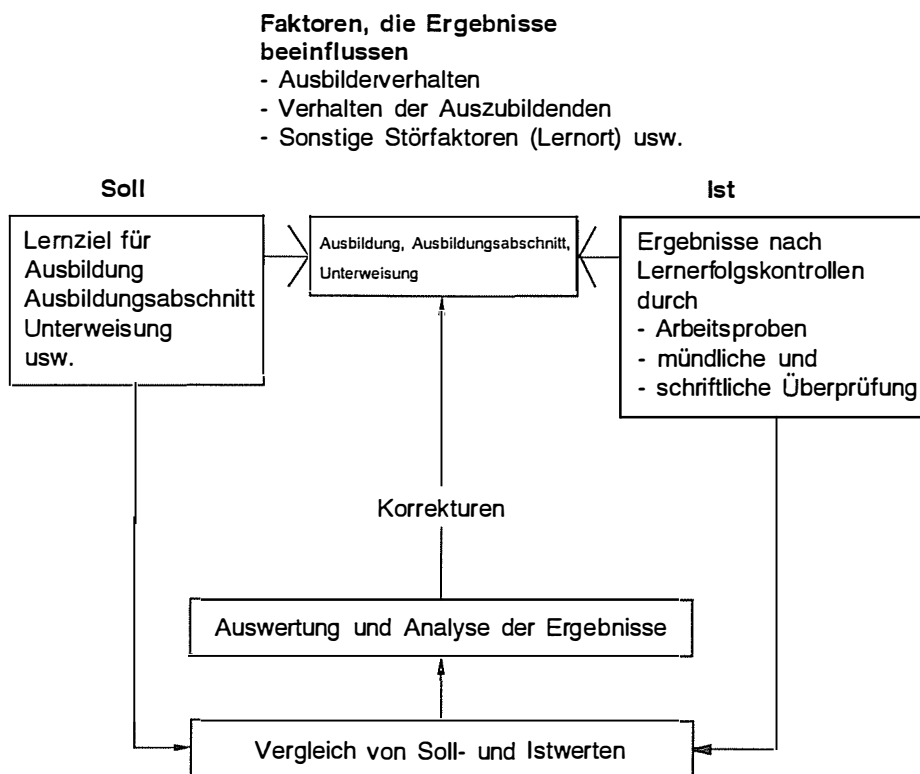 Faktoren, die Ergebnisse
beeinflussen
- Ausbilderverhalten
- Verhalten der Auszubildenden
- Sonstige Störfaktoren (Lernort) usw.
Soll
Lernziel für
Ausbildung
Ausbildungsabschnitt
Unterweisung
usw.
Ausbildung, Ausbildungsabschnitt,
Unterweisung
Ist
Ergebnisse nach
Lernerfolgskontrollen
durch
- Arbeitsproben
- mündliche und
- schriftliche Überprüfung
Korrekturen
Auswertung und Analyse der Ergebnisse
Vergleich von Soll- und Istwerten